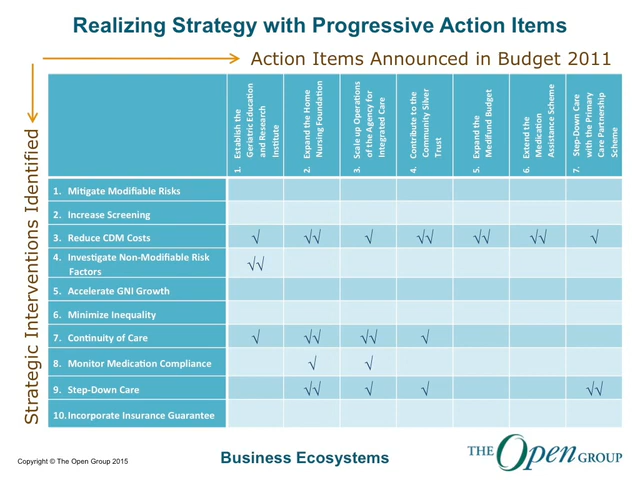 Realizing Strategy with Progressive Action Items
Action Items Announced in Budget 2011
Strategic Interventions Identified
1. Establish the
Geriatric Education
and Research
Institute
2. Expand the Home
Nursing Foundation
3. Scale up Operations
of the Agency for
Integrated Care
4. Contribute to the
Community Silver
Trust
5. Expand the
Medifund Budget
6. Extend the
Medication
Assistance Scheme
7. Step-Down Care
with the Primary
Care Partnership
Scheme
1. Mitigate Modifiable Risks
2. Increase Screening
3. Reduce CDM Costs √ √√ √ √√ √√ √√ √
4. Investigate Non-Modifiable Risk
Factors √√
5. Accelerate GNI Growth
6. Minimize Inequality
7. Continuity of Care √ √√ √√ √
8. Monitor Medication Compliance √ √
9. Step-Down Care √√ √ √ √√
10. Incorporate Insurance Guarantee
Copyright © The Open Group 2015
Business Ecosystems
THE Open GROUP